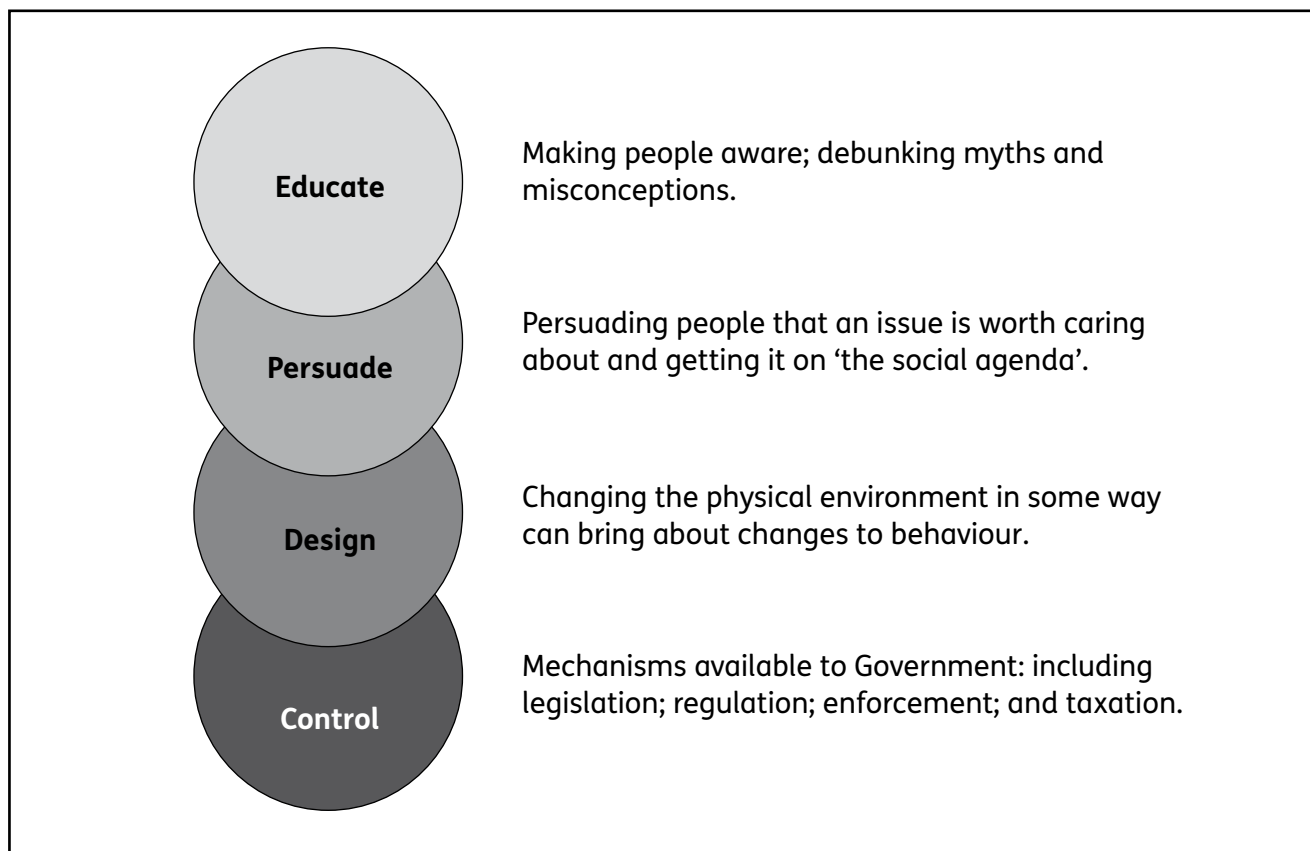 Educate
Making people aware; debunking myths and
misconceptions.
Persuade
Persuading people that an issue is worth caring
about and getting it on ‘the social agenda’.
Design
Changing the physical environment in some way
can bring about changes to behaviour.
Control
Mechanisms available to Government: including
legislation; regulation; enforcement; and taxation.